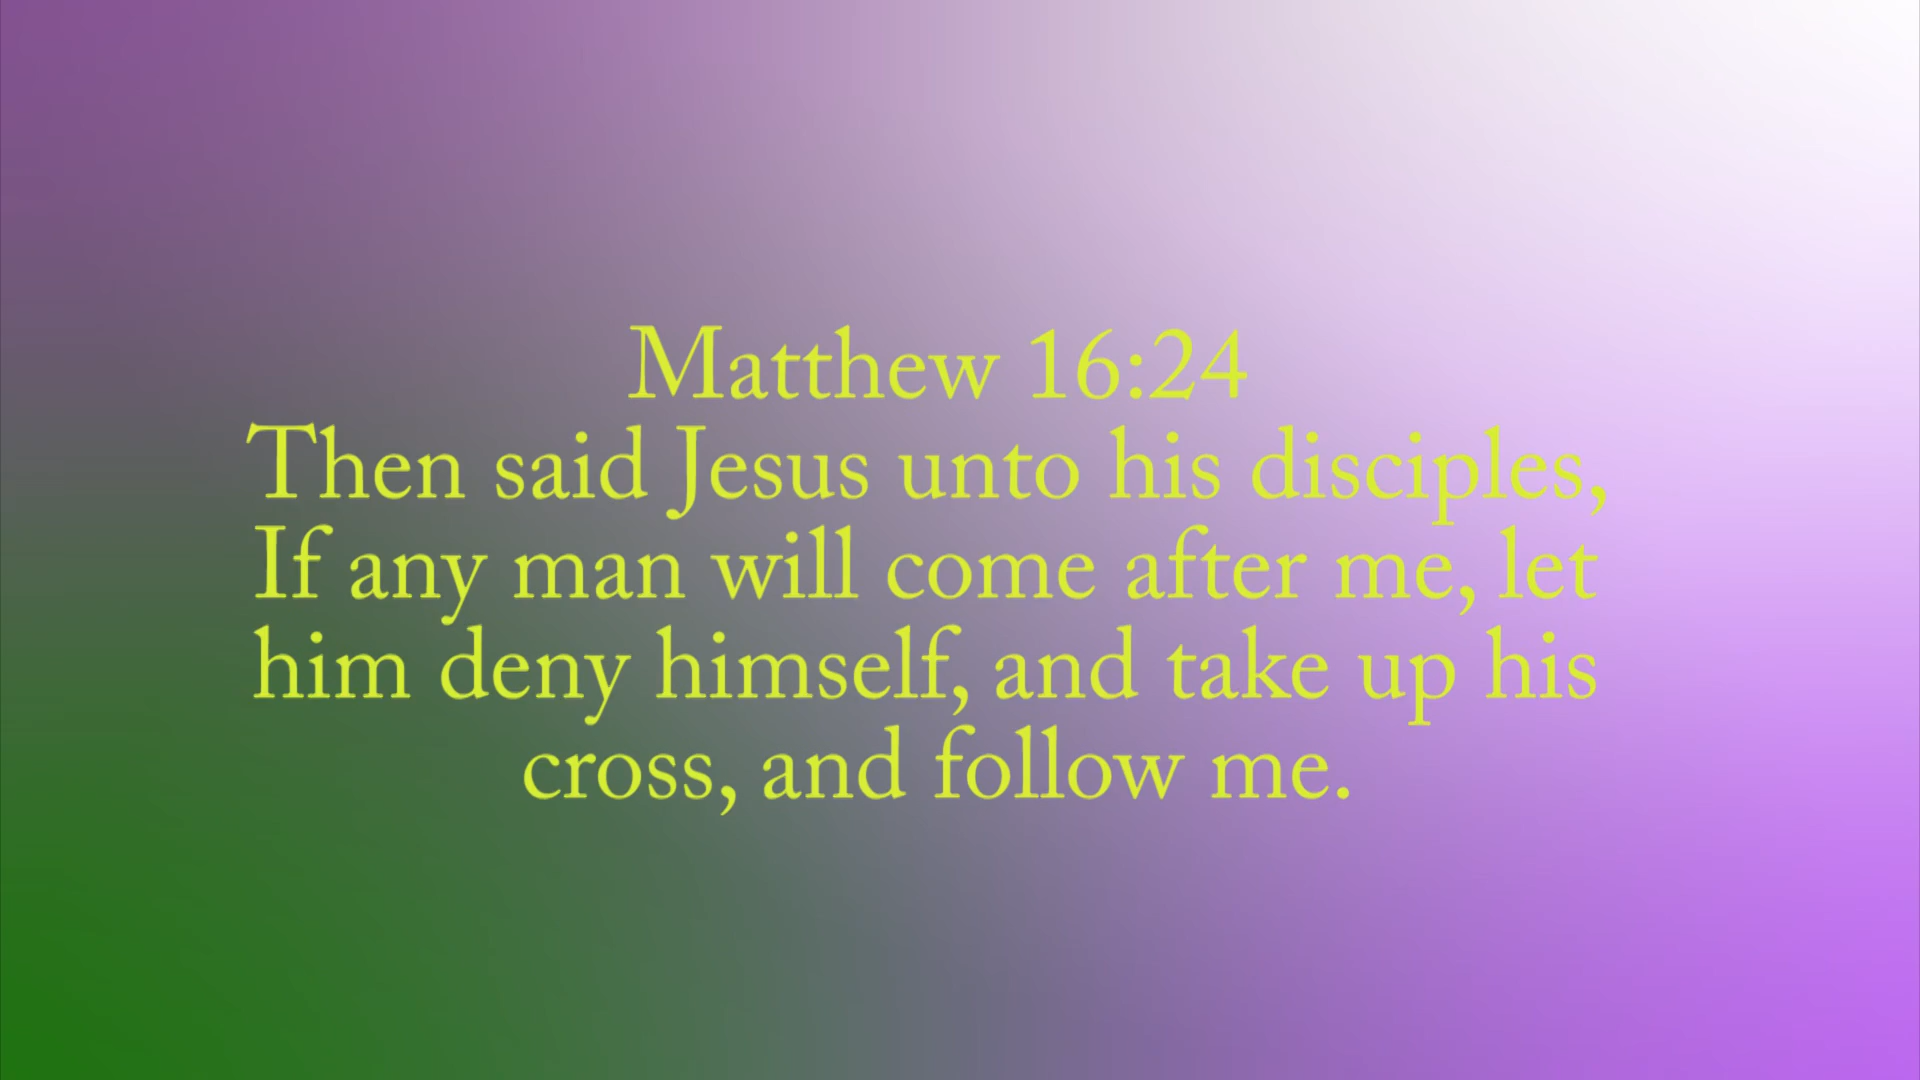 Matthew 16:24
Then said Jesus unto his disciples,
If any man will come after me, let
him deny himself, and take up his
cross, and follow me.